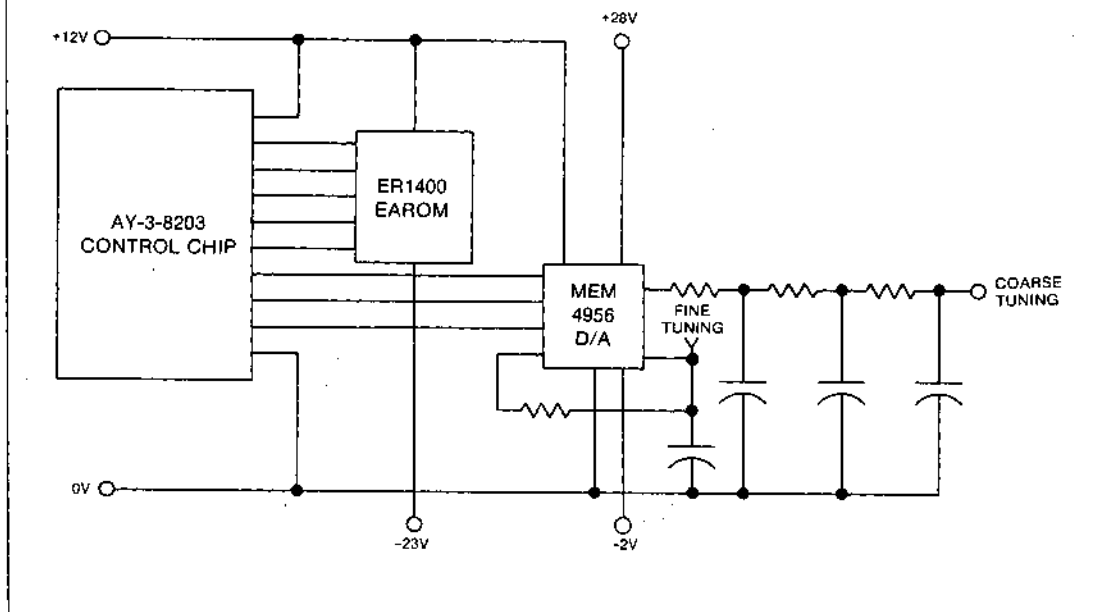 +28V
+12V
AY-3-8203
CONTROL CHIP
ER1400
EAROM
MEM
4956
D/A
FINE
TUNING
COARSE
TUNING
0V
-23V
-2V